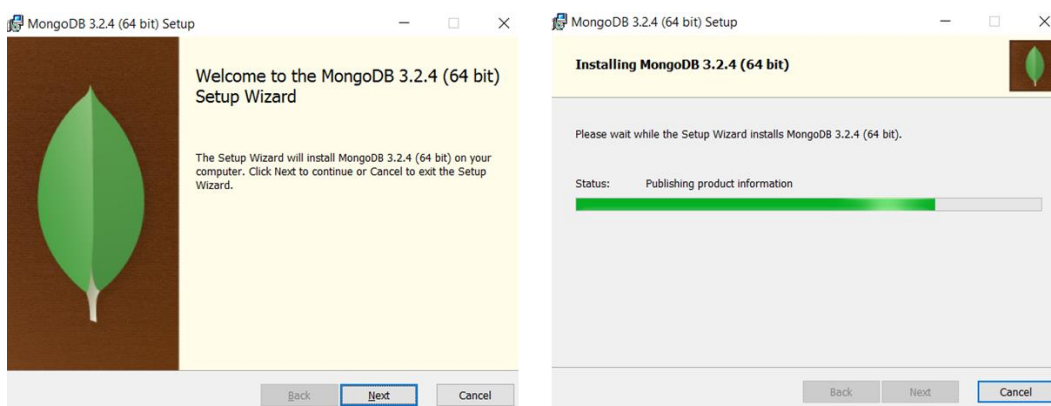 MongoDB 3.2.4 (64 bit) Setup
Welcome to the MongoDB 3.2.4 (64 bit)
Setup Wizard
The Setup Wizard will install MongoDB 3.2.4 (64 bit) on your
computer. Click Next to continue or Cancel to exit the Setup
Wizard.
Back Next Cancel
MongoDB 3.2.4 (64 bit) Setup
Installing MongoDB 3.2.4 (64 bit)
Please wait while the Setup Wizard installs MongoDB 3.2.4 (64 bit).
Status: Publishing product information
Back Next Cancel